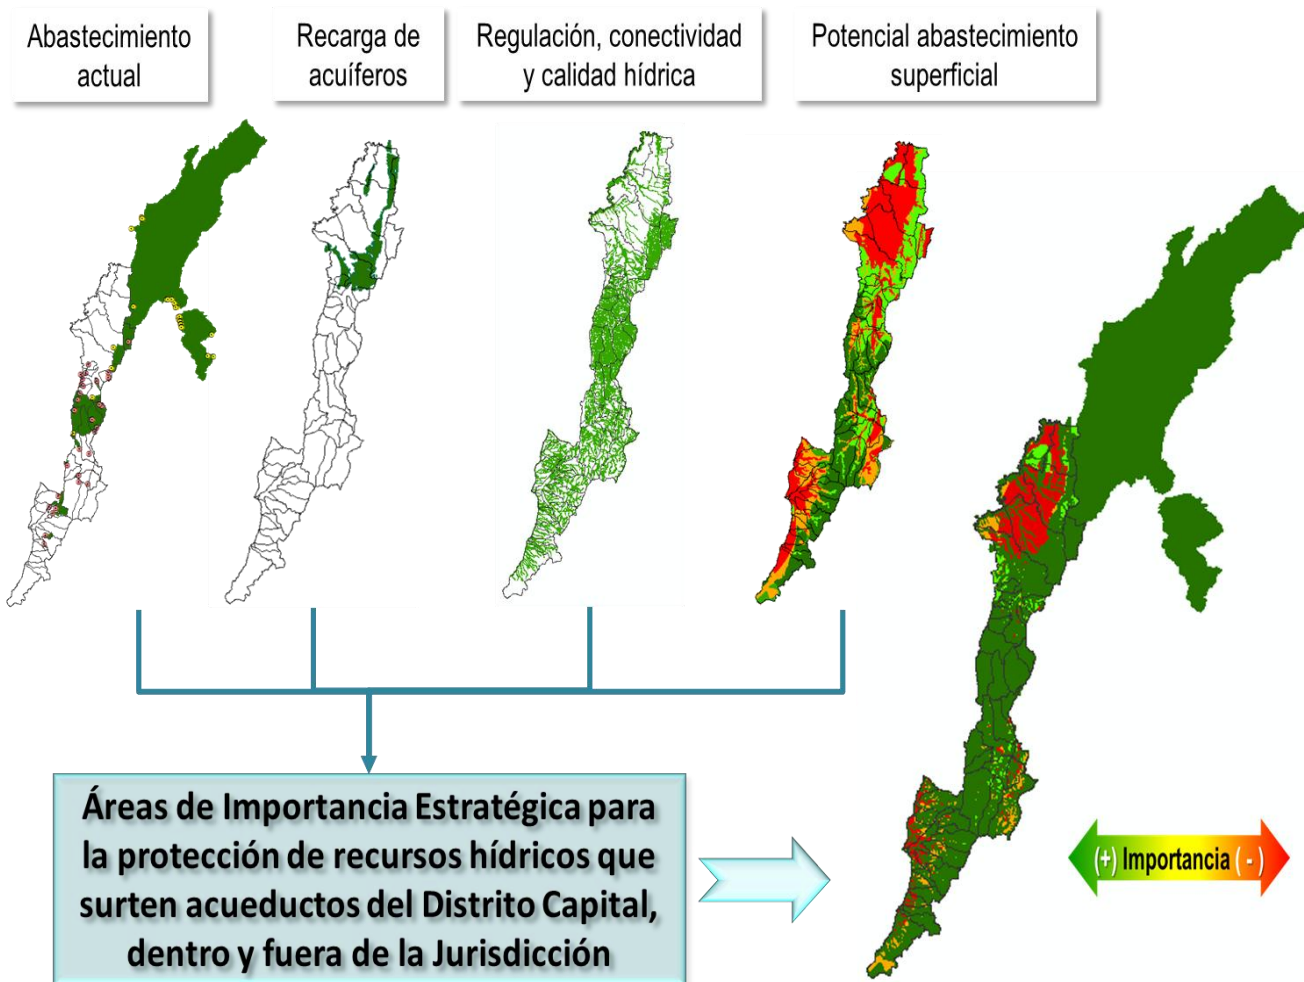 Abastecimiento
actual
Recarga de
acuíferos
Regulación, conectividad
y calidad hídrica
Potencial abastecimiento
superficial
Áreas de Importancia Estratégica para
la protección de recursos hídricos que
surten acueductos del Distrito Capital,
dentro y fuera de la Jurisdicción
(+) Importancia ( - )